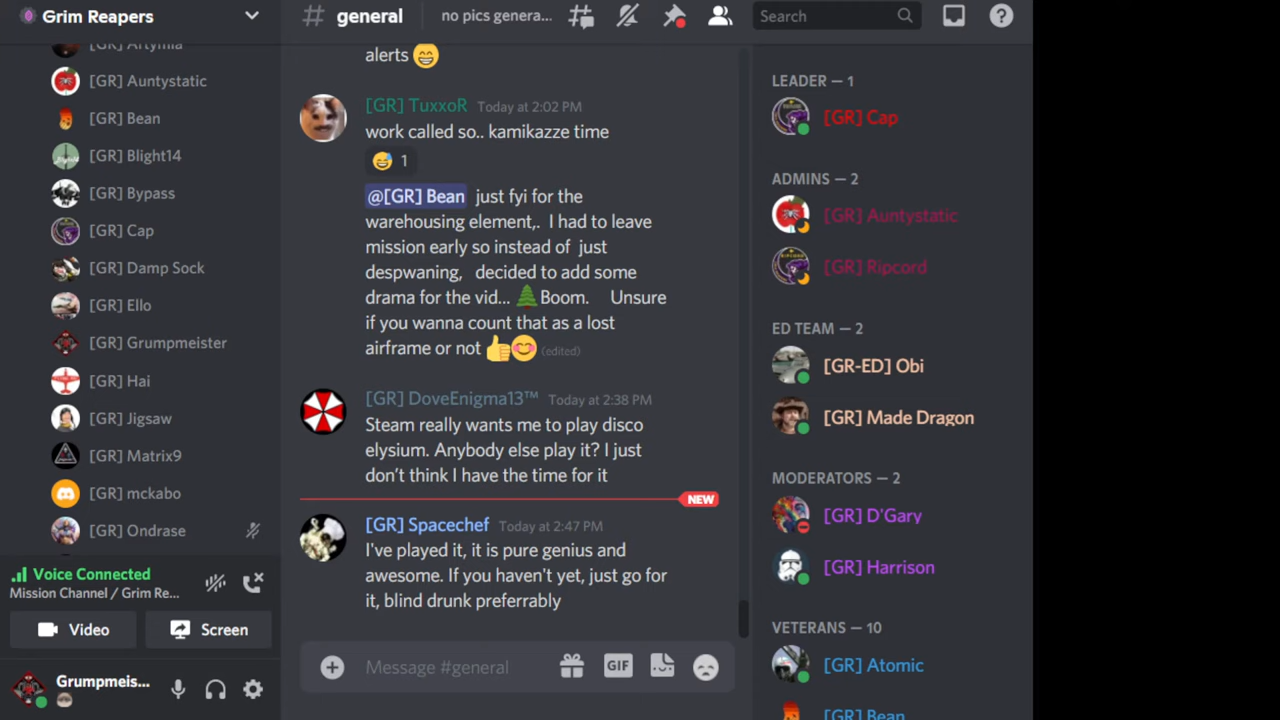 Grim Reapers
[GR] Artymia
[GR] Auntystatic
[GR] Bean
[GR] Blight14
[GR] Bypass
[GR] Cap
[GR] Damp Sock
[GR] Ello
[GR] Grumpmeister
[GR] Hai
[GR] Jigsaw
[GR] Matrix9
[GR] mckabo
[GR] Ondrase
Voice Connected
Mission Channel / Grim Re...
Video
Screen
Grumpmeis...
# general
no pics genera...
Search
alerts
[GR] TuxxoR Today at 2:02 PM
work called so.. kamikazze time
1
@[GR] Bean just fyi for the
warehousing element,. I had to leave
mission early so instead of just
despwaning, decided to add some
drama for the vid... Boom. Unsure
if you wanna count that as a lost
airframe or not (edited)
[GR] DoveEnigma13™ Today at 2:38 PM
Steam really wants me to play disco
elysium. Anybody else play it? I just
don't think I have the time for it
NEW
[GR] Spacechef Today at 2:47 PM
I've played it, it is pure genius and
awesome. If you haven't yet, just go for
it, blind drunk preferrably
Message #general
GIF
LEADER — 1
[GR] Cap
ADMINS — 2
[GR] Auntystatic
[GR] Ripcord
ED TEAM — 2
[GR-ED] Obi
[GR] Made Dragon
MODERATORS — 2
[GR] D'Gary
[GR] Harrison
VETERANS — 10
[GR] Atomic
[GR] Bean